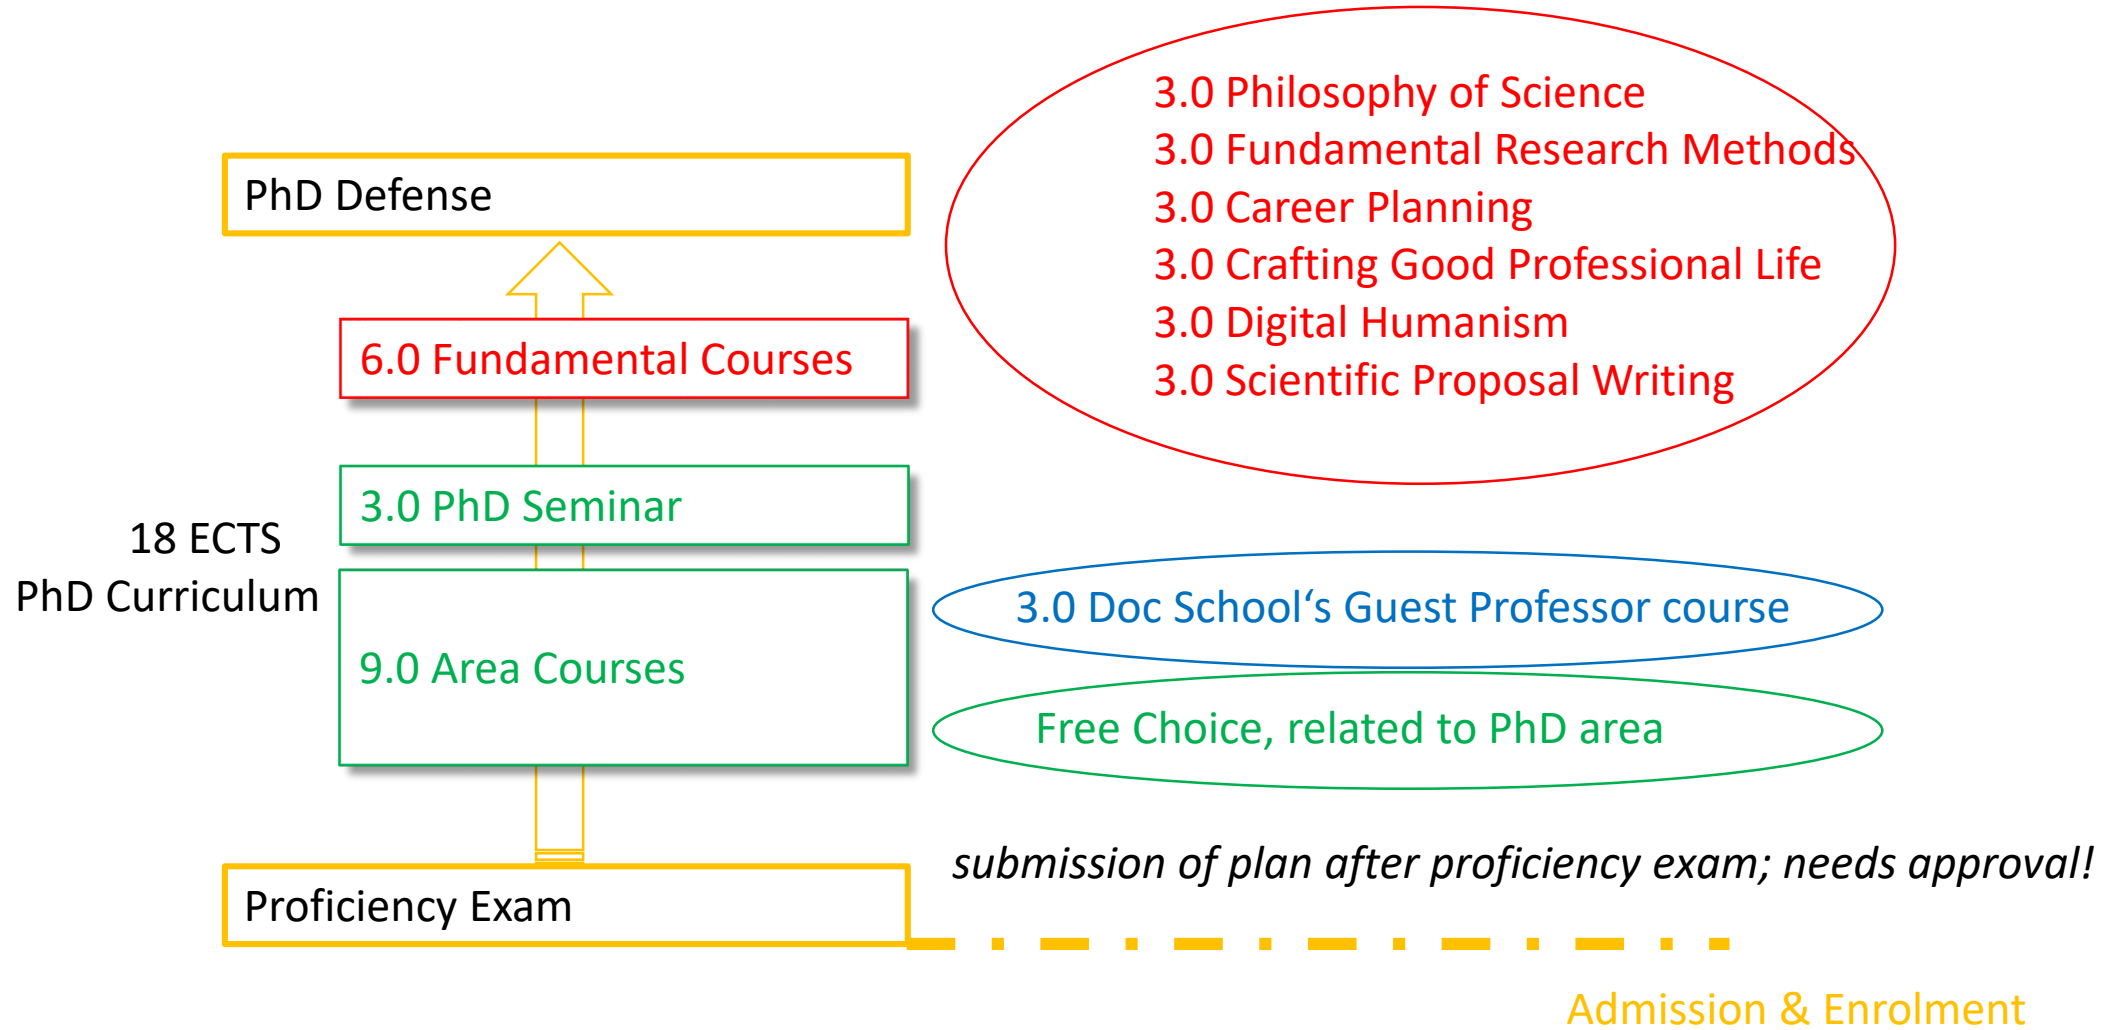 3.0 Philosophy of Science
3.0 Fundamental Research Methods
3.0 Career Planning
3.0 Crafting Good Professional Life
3.0 Digital Humanism
3.0 Scientific Proposal Writing
PhD Defense
6.0 Fundamental Courses
3.0 PhD Seminar
18 ECTS
PhD Curriculum
9.0 Area Courses
3.0 Doc School‘s Guest Professor course
Free Choice, related to PhD area
submission of plan after proficiency exam; needs approval!
Proficiency Exam
Admission & Enrolment